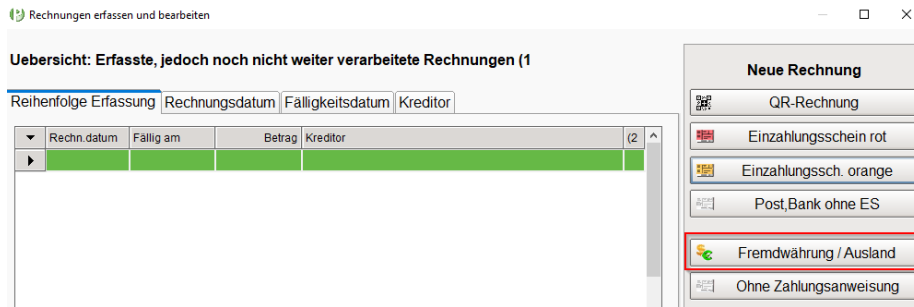 Rechnungen erfassen und bearbeiten
Uebersicht: Erfasste, jedoch noch nicht weiter verarbeitete Rechnungen (1
Reihenfolge Erfassung Rechnungsdatum Fälligkeitsdatum Kreditor
Rechn.datum Fällig am Betrag Kreditor (2
Neue Rechnung
QR-Rechnung
Einzahlungsschein rot
Einzahlungssch. orange
Post,Bank ohne ES
Fremdwährung / Ausland
Ohne Zahlungsanweisung